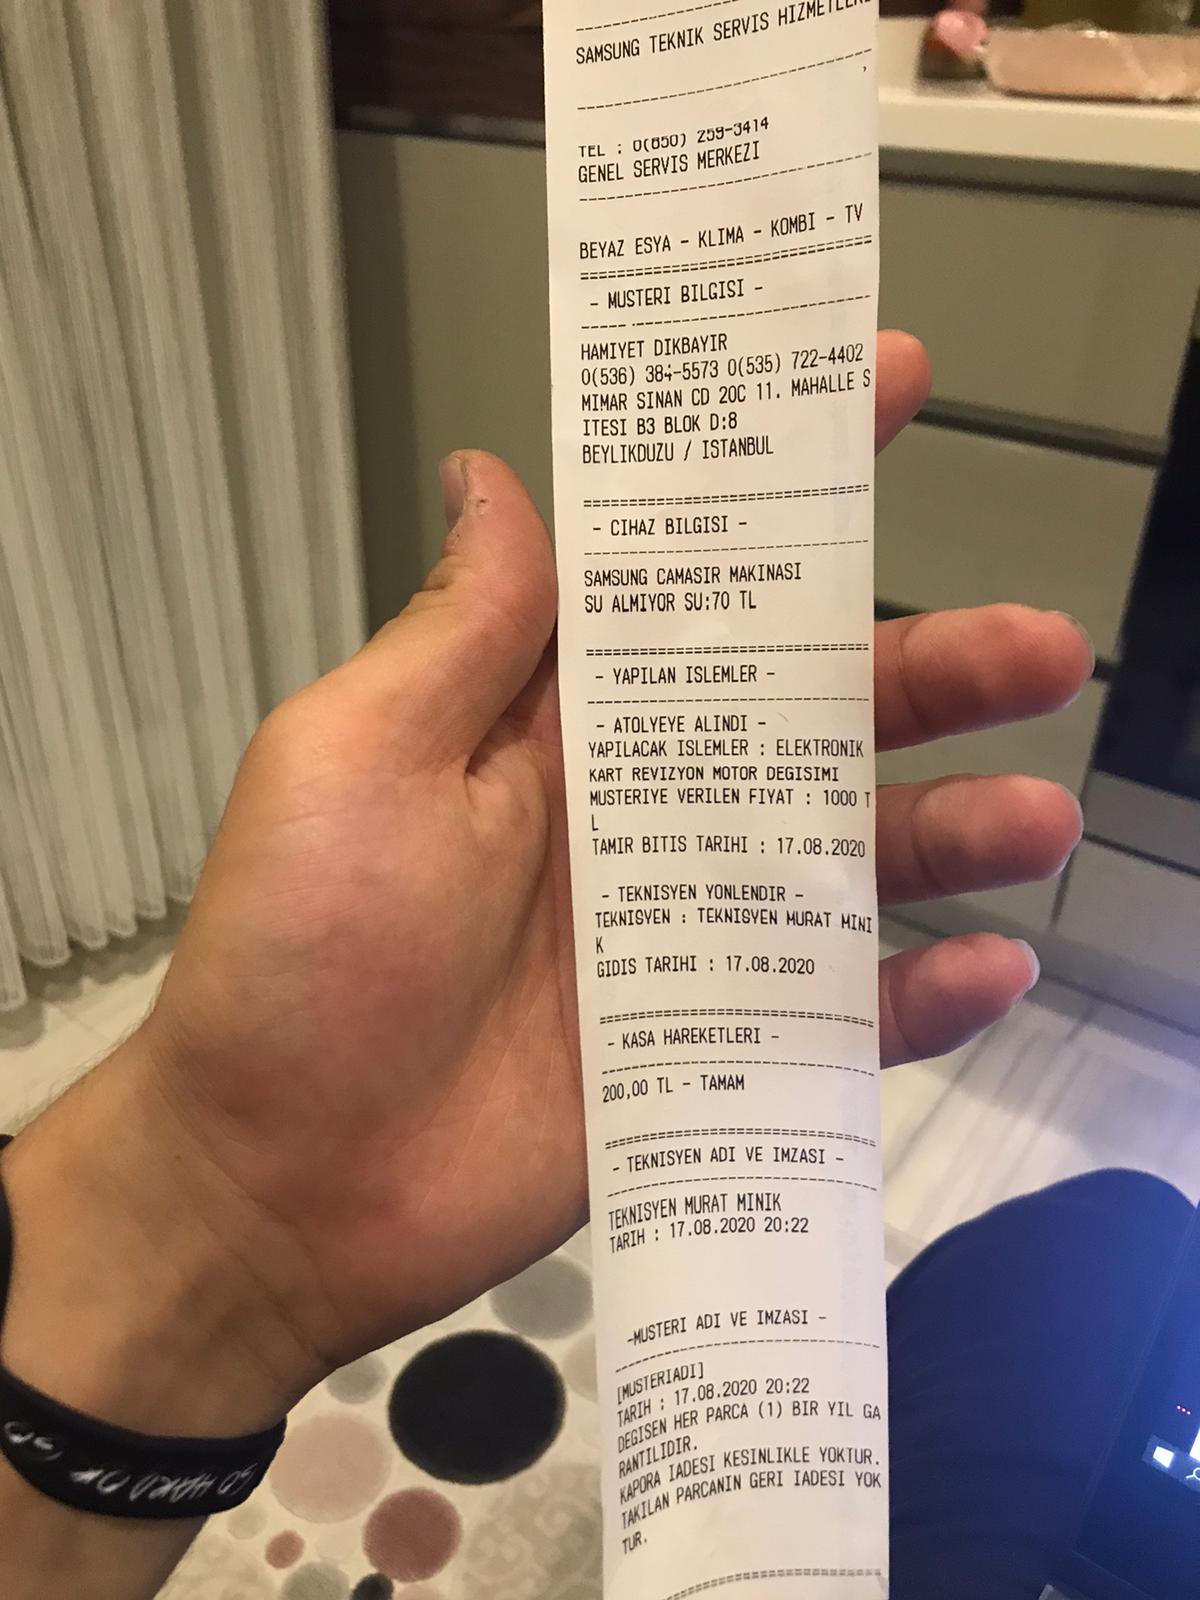 SAMSUNG TEKNIK SERVIS HIZMETLERI
TEL : 0(850) 259-3414
GENEL SERVIS MERKEZI
BEYAZ ESYA - KLIMA - KOMBI - TV
- MUSTERI BILGISI -
HAMIYET DIKBAYIR
0(536) 384-5573 0(535) 722-4402
MIMAR SINAN CD 20C 11. MAHALLE S
ITESI B3 BLOK D:8
BEYLIKDUZU / ISTANBUL
- CIHAZ BILGISI -
SAMSUNG CAMASIR MAKINASI
SU ALMIYOR SU:70 TL
- YAPILAN ISLEMLER -
- ATOLYEYE ALINDI -
YAPILACAK ISLEMLER : ELEKTRONIK
KART REVIZYON MOTOR DEGISIMI
MUSTERIYE VERILEN FIYAT : 1000 T
L
TAMIR BITIS TARIHI : 17.08.2020
- TEKNISYEN YONLENDIR -
TEKNISYEN : TEKNISYEN MURAT MINI
K
GIDIS TARIHI : 17.08.2020
- KASA HAREKETLERI -
200,00 TL - TAMAM
- TEKNISYEN ADI VE IMZASI -
TEKNISYEN MURAT MINIK
TARIH : 17.08.2020 20:22
-MUSTERI ADI VE IMZASI -
[MUSTERIADI]
TARIH : 17.08.2020 20:22
DEGISEN HER PARCA (1) BIR YIL GA
RANTILIDIR.
KAPORA IADESI KESINLIKLE YOKTUR.
TAKILAN PARCANIN GERI IADESI YOK
TUR.